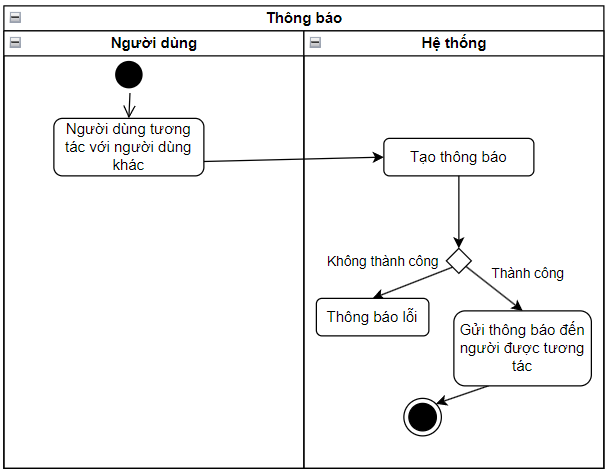 Thông báo
Người dùng
Hệ thống
Người dùng tương
tác với người dùng
khác
Tạo thông báo
Không thành công
Thành công
Thông báo lỗi
Gửi thông báo đến
người được tương
tác